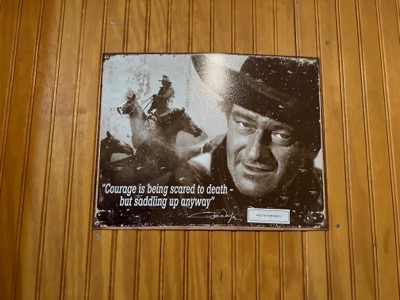 "Courage is being scared to death -
but saddling up anyway"